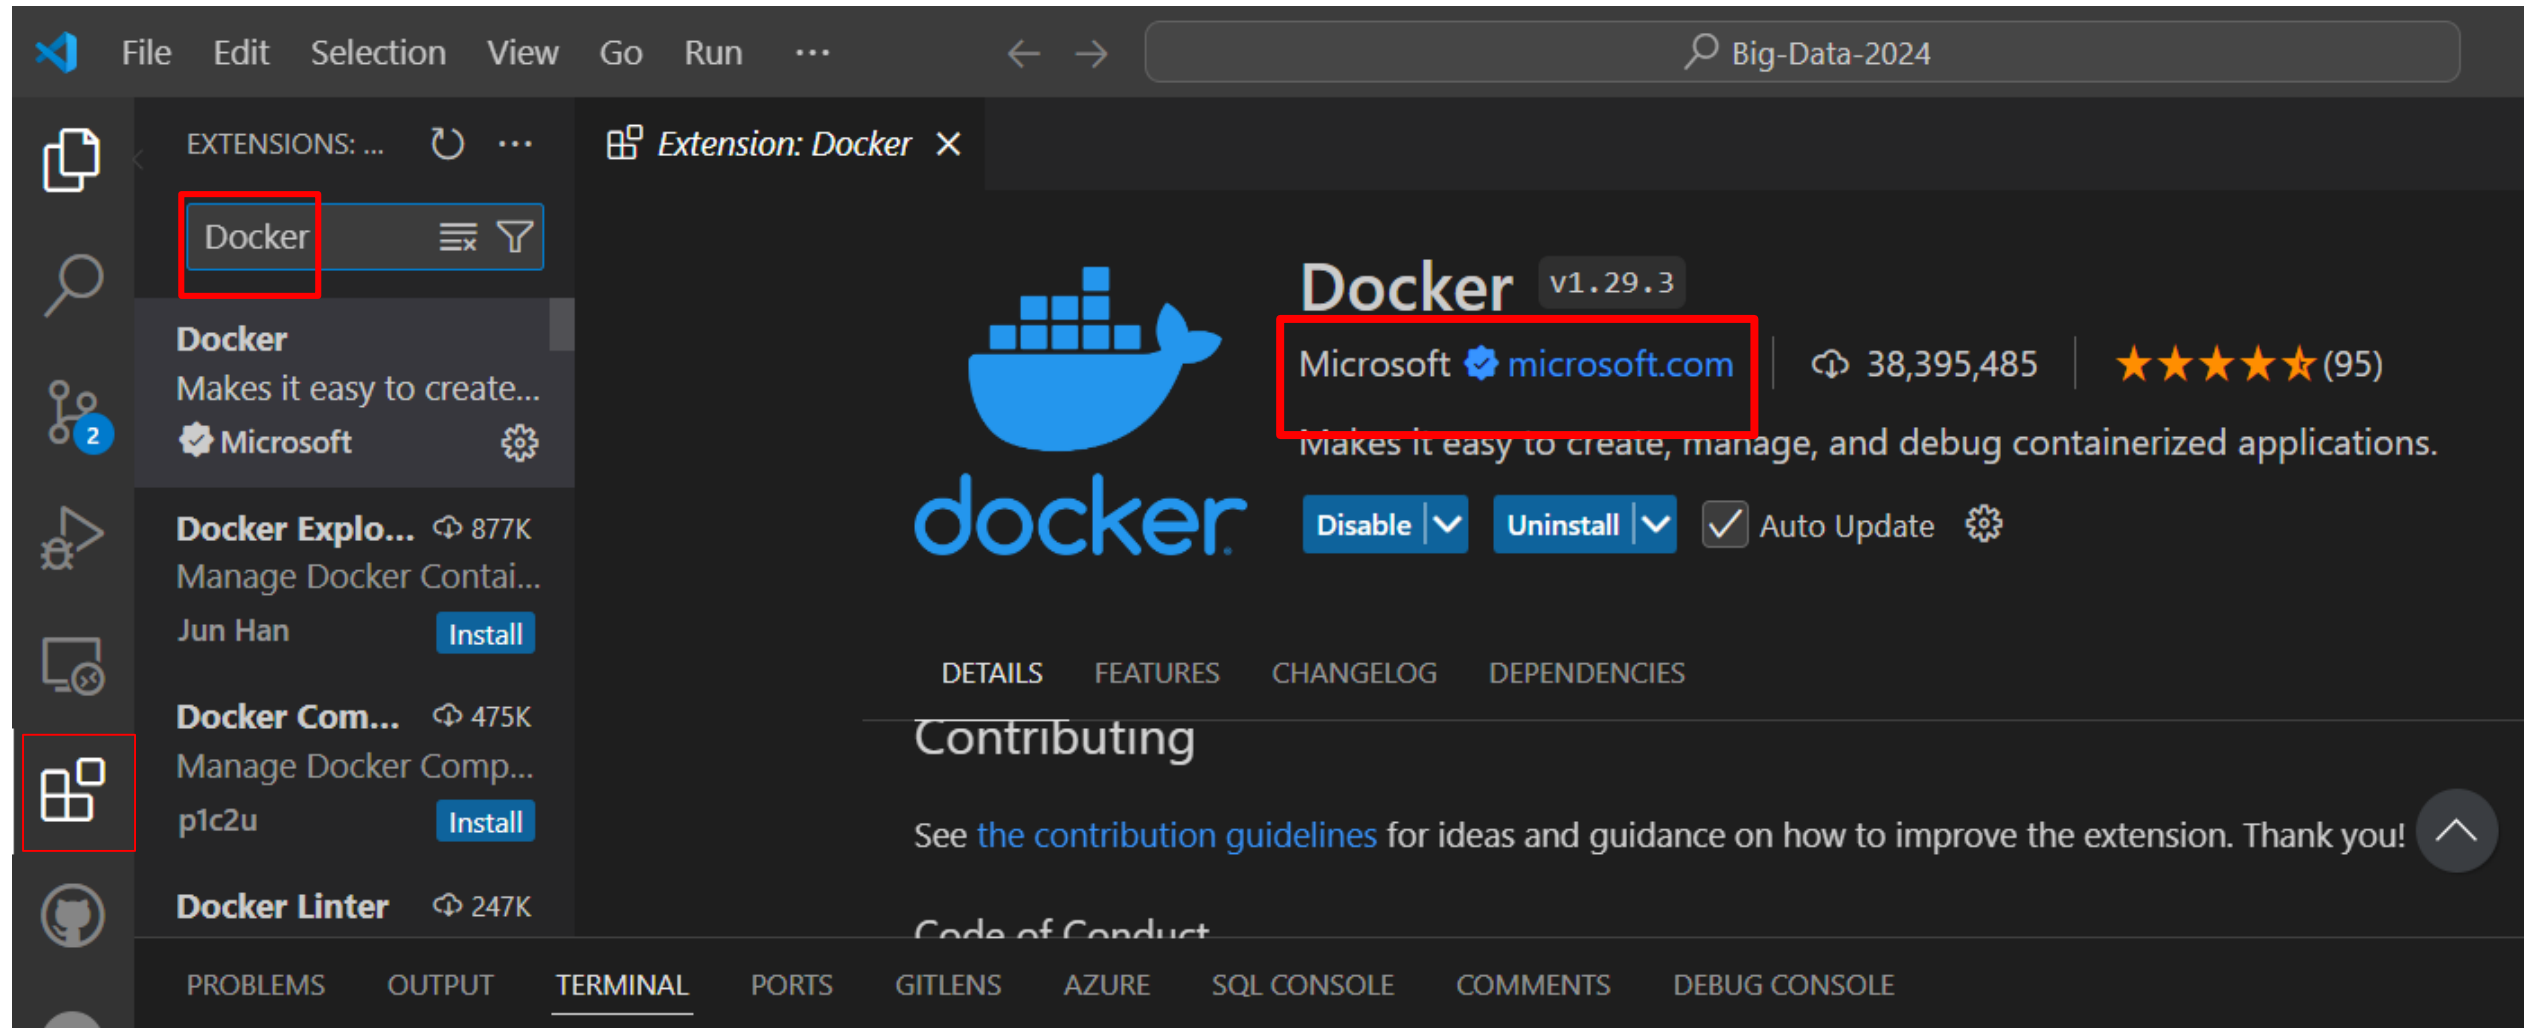 File Edit Selection View Go Run ...
Big-Data-2024
EXTENSIONS: ...
Extension: Docker
Docker
Docker
Makes it easy to create...
Microsoft
2
Docker Explo... 877K
Manage Docker Contai...
Jun Han Install
Docker Com... 475K
Manage Docker Comp...
p1c2u Install
Docker Linter 247K
docker
Docker v1.29.3
Microsoft microsoft.com 38,395,485 (95)
Makes it easy to create, manage, and debug containerized applications.
Disable Uninstall Auto Update
DETAILS FEATURES CHANGELOG DEPENDENCIES
Contributing
See the contribution guidelines for ideas and guidance on how to improve the extension. Thank you!
Code of Conduct
PROBLEMS OUTPUT TERMINAL PORTS GITLENS AZURE SQL CONSOLE COMMENTS DEBUG CONSOLE